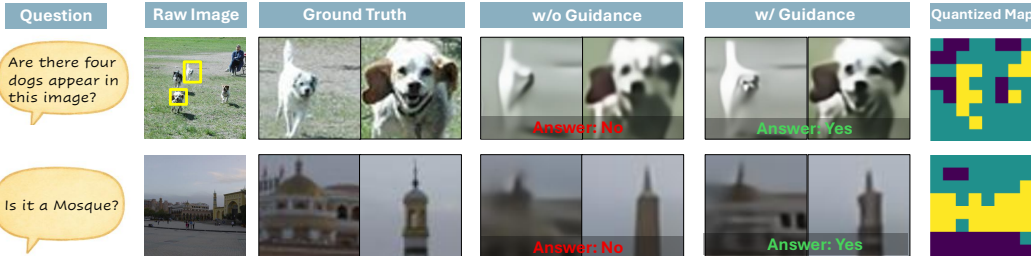 Question
Raw Image
Ground Truth
w/o Guidance
w/ Guidance
Quantized Map
Are there four
dogs appear in
this image?
Answer: No
Answer: Yes
Is it a Mosque?
Answer: No
Answer: Yes